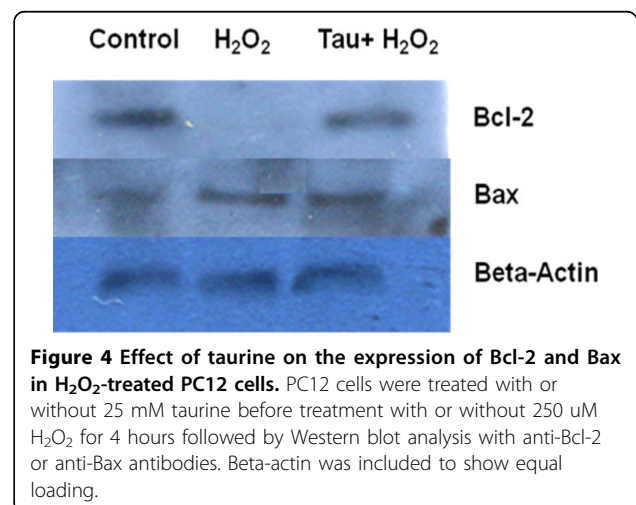 Control H₂O₂ Tau+ H₂O₂
Bcl-2
Bax
Beta-Actin
Figure 4 Effect of taurine on the expression of Bcl-2 and Bax
in H₂O₂-treated PC12 cells. PC12 cells were treated with or
without 25 mM taurine before treatment with or without 250 uM
H₂O₂ for 4 hours followed by Western blot analysis with anti-Bcl-2
or anti-Bax antibodies. Beta-actin was included to show equal
loading.